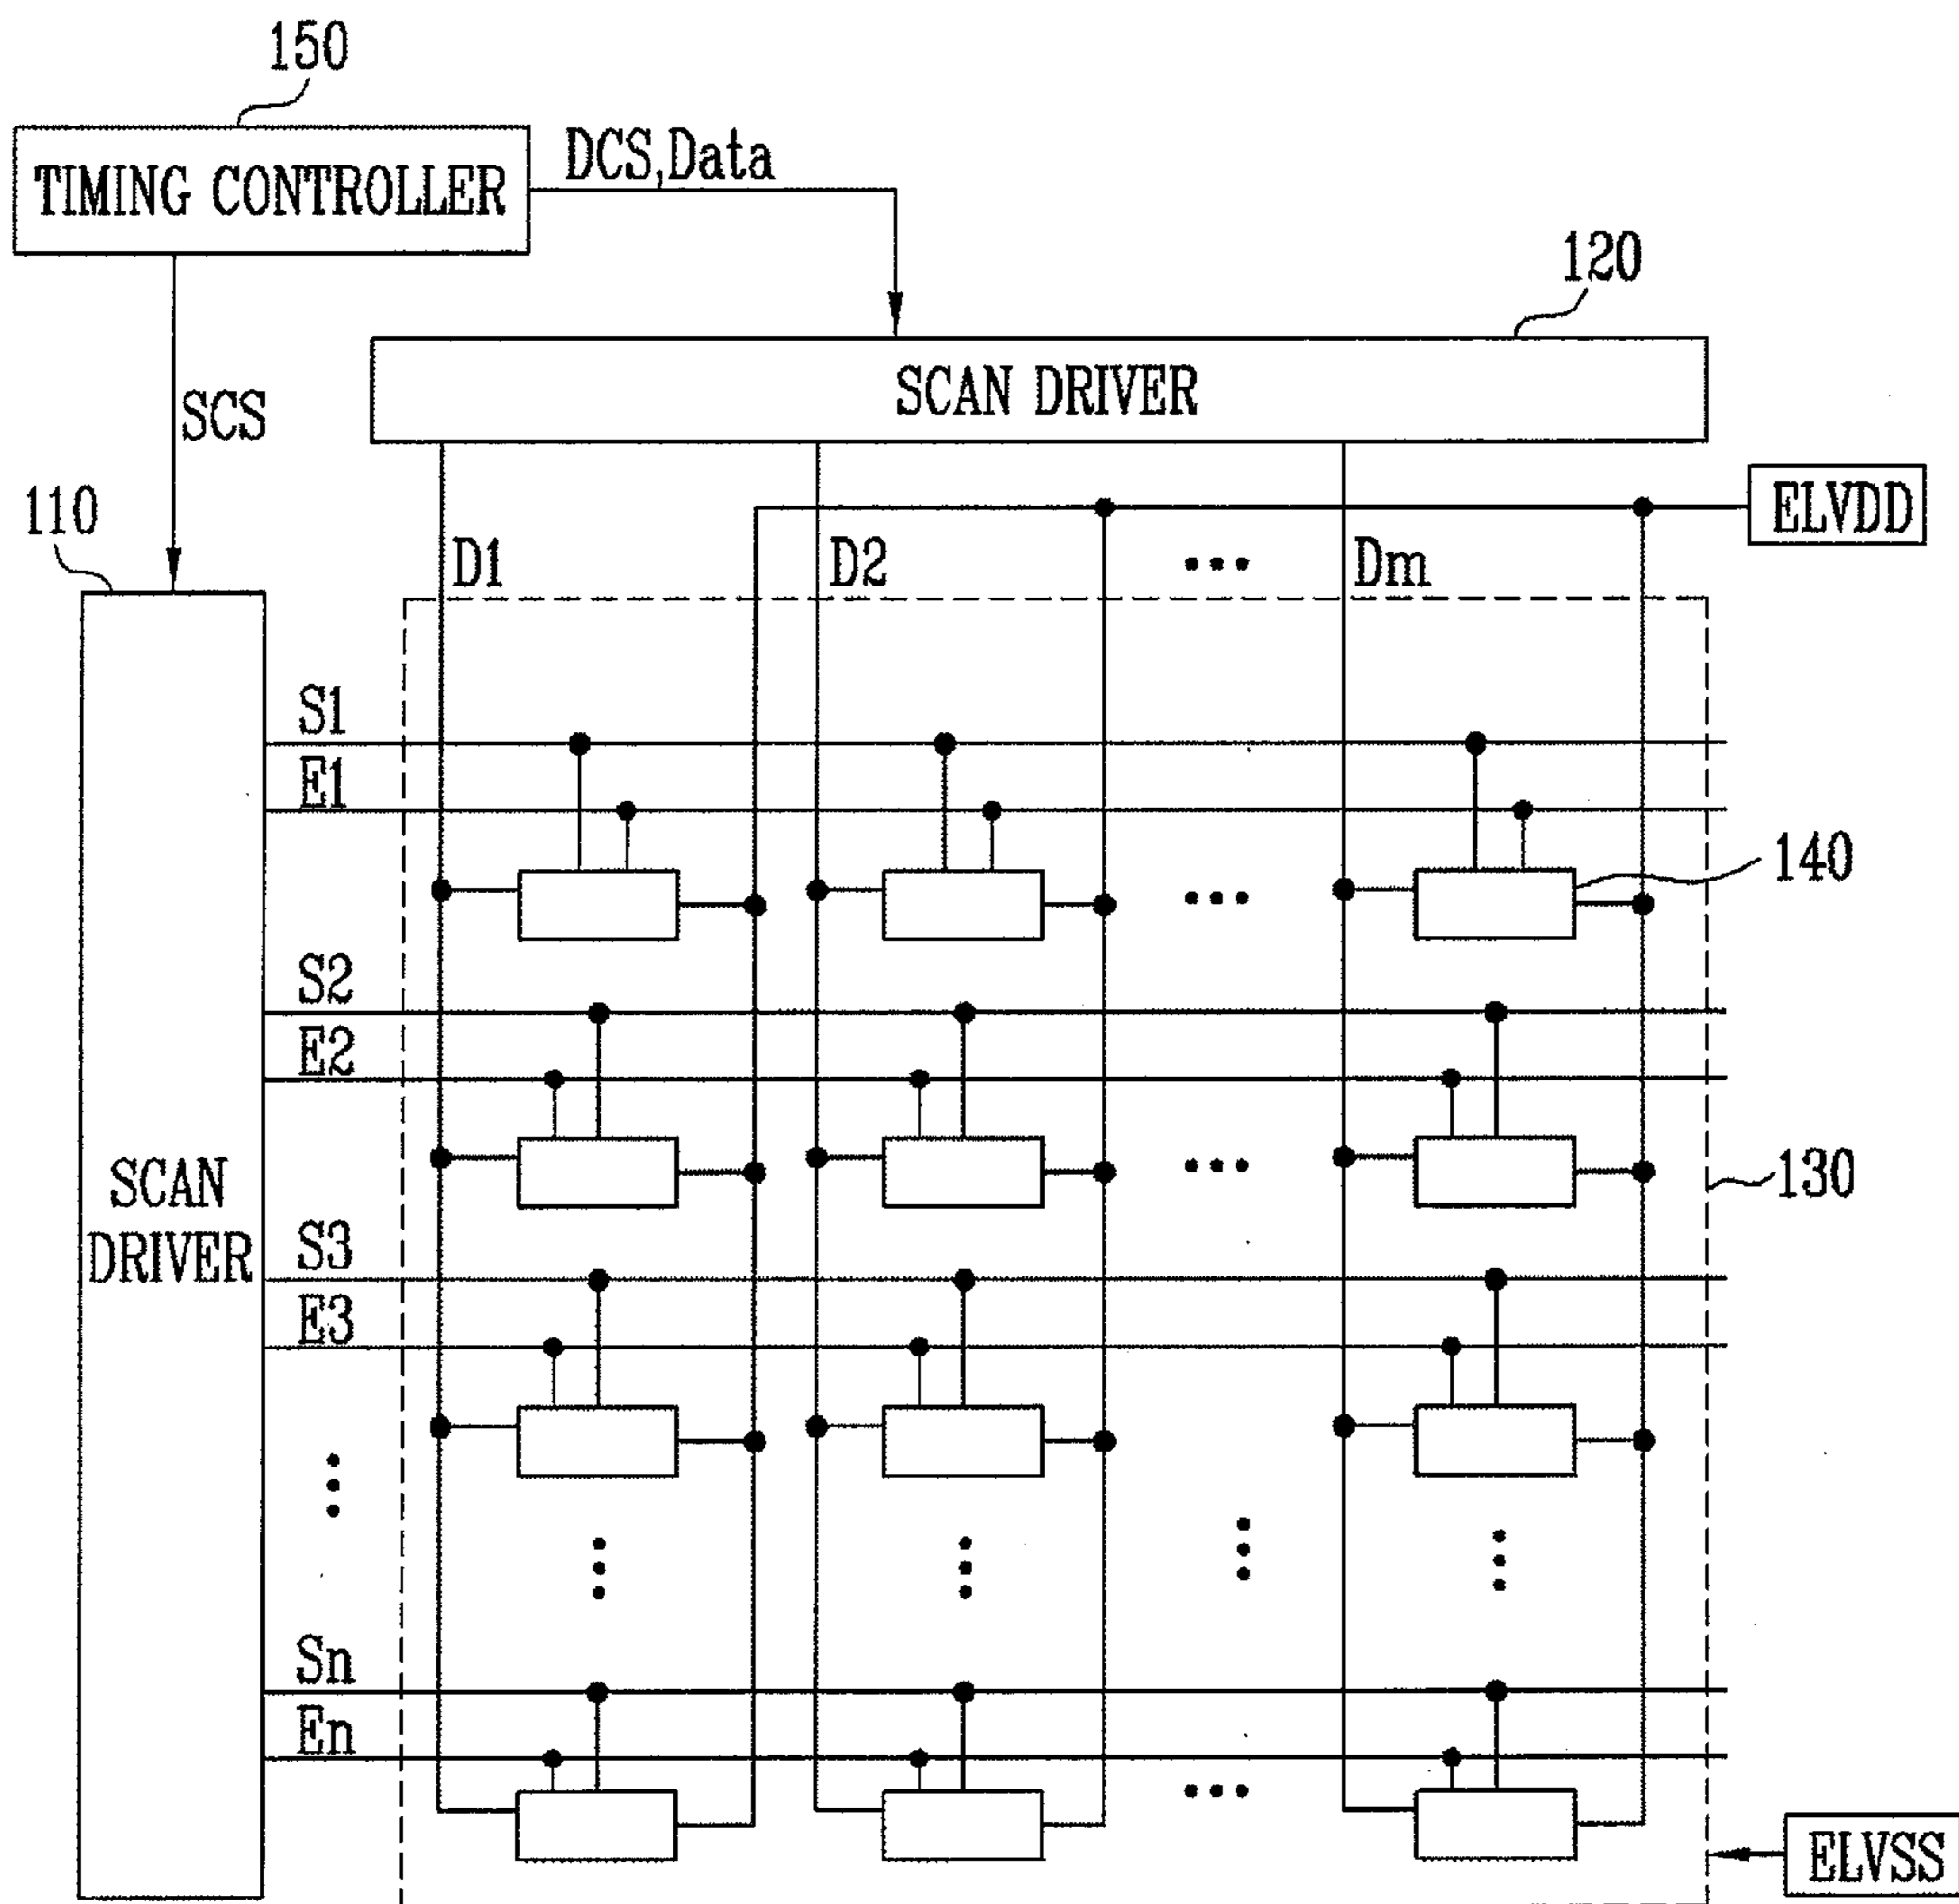 150
TIMING CONTROLLER
DCS,Data
120
SCAN DRIVER
SCS
110
ELVDD
D1
D2
Dm
S1
E1
140
S2
E2
SCAN
DRIVER
130
S3
E3
Sn
En
ELVSS